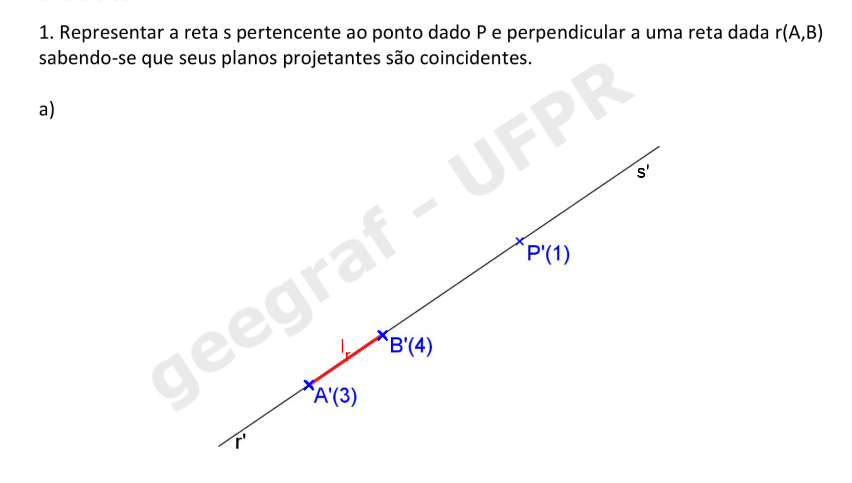 1. Representar a reta s pertencente ao ponto dado P e perpendicular a uma reta dada r(A,B)
sabendo-se que seus planos projetantes são coincidentes.
a)
geegraf - UFPR
s'
P'(1)
Ir
B'(4)
A'(3)
r'